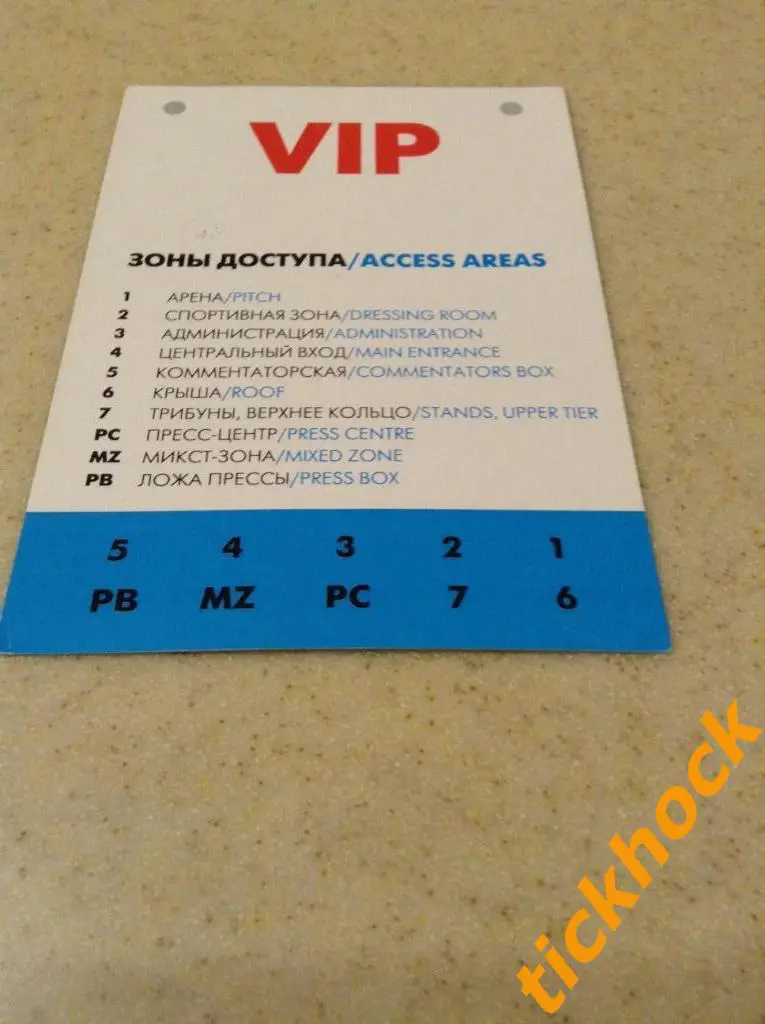 VIP
ЗОНЫ ДОСТУПА/ACCESS AREAS
1 АРЕНА/PITCH
2 СПОРТИВНАЯ ЗОНА/DRESSING ROOM
3 АДМИНИСТРАЦИЯ/ADMINISTRATION
4 ЦЕНТРАЛЬНЫЙ ВХОД/MAIN ENTRANCE
5 КОММЕНТАТОРСКАЯ/COMMENTATORS BOX
6 КРЫША/ROOF
7 ТРИБУНЫ, ВЕРХНЕЕ КОЛЬЦО/STANDS, UPPER TIER
PC ПРЕСС-ЦЕНТР/PRESS CENTRE
MZ МИКСТ-ЗОНА/MIXED ZONE
PB ЛОЖА ПРЕССЫ/PRESS BOX
5 4 3 2 1
PB MZ PC 7 6
tickhock